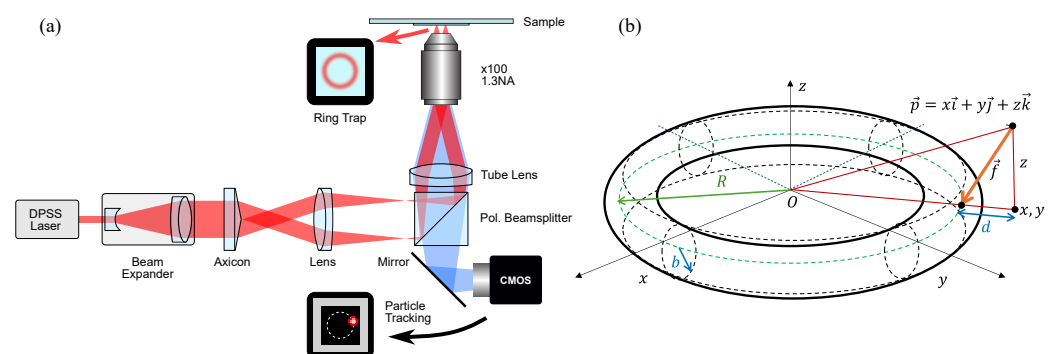 (a)
Sample
x100
1.3NA
Ring Trap
Tube Lens
Pol. Beamsplitter
DPSS
Laser
Beam
Expander
Axicon
Lens
Mirror
CMOS
Particle
Tracking
(b)
z
p⃗ = xi⃗ + yj⃗ + zk⃗
f⃗
z
R
O
x, y
d
b
x
y